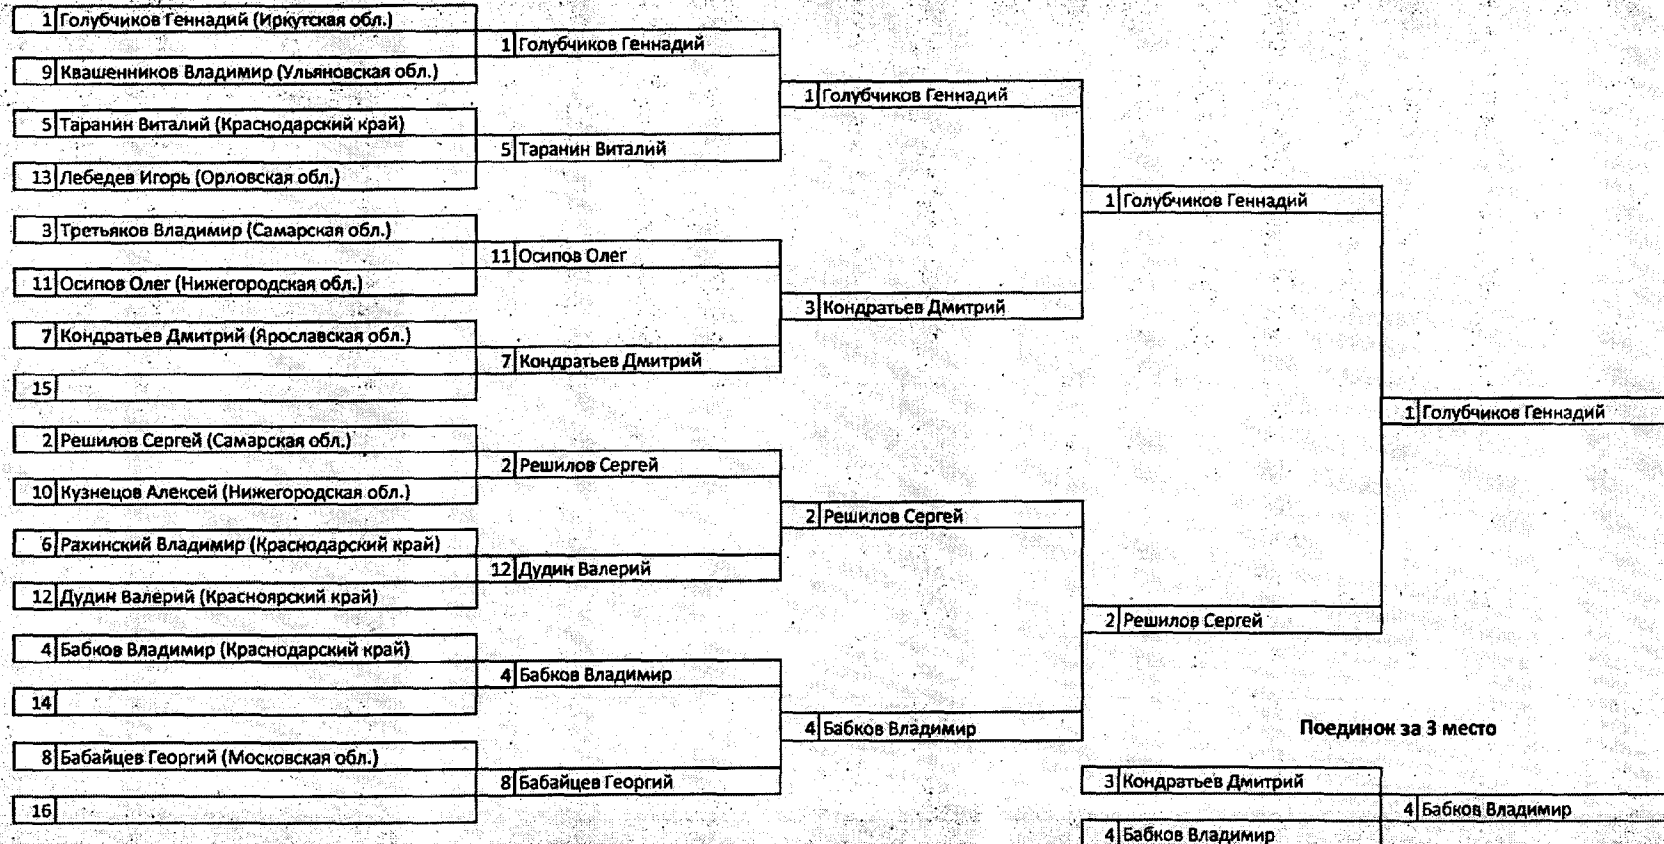 1 Голубчиков Геннадий (Иркутская обл.)
1 Голубчиков Геннадий
9 Квашенников Владимир (Ульяновская обл.)
1 Голубчиков Геннадий
5 Таранин Виталий (Краснодарский край)
5 Таранин Виталий
13 Лебедев Игорь (Орловская обл.)
1 Голубчиков Геннадий
3 Третьяков Владимир (Самарская обл.)
11 Осипов Олег
11 Осипов Олег (Нижегородская обл.)
3 Кондратьев Дмитрий
7 Кондратьев Дмитрий (Ярославская обл.)
7 Кондратьев Дмитрий
15
1 Голубчиков Геннадий
2 Решилов Сергей (Самарская обл.)
2 Решилов Сергей
10 Кузнецов Алексей (Нижегородская обл.)
2 Решилов Сергей
6 Рахинский Владимир (Краснодарский край)
12 Дудин Валерий
12 Дудин Валерий (Красноярский край)
2 Решилов Сергей
4 Бабков Владимир (Краснодарский край)
4 Бабков Владимир
14
4 Бабков Владимир
Поединок за 3 место
8 Бабайцев Георгий (Московская обл.)
8 Бабайцев Георгий
3 Кондратьев Дмитрий
16
4 Бабков Владимир
4 Бабков Владимир